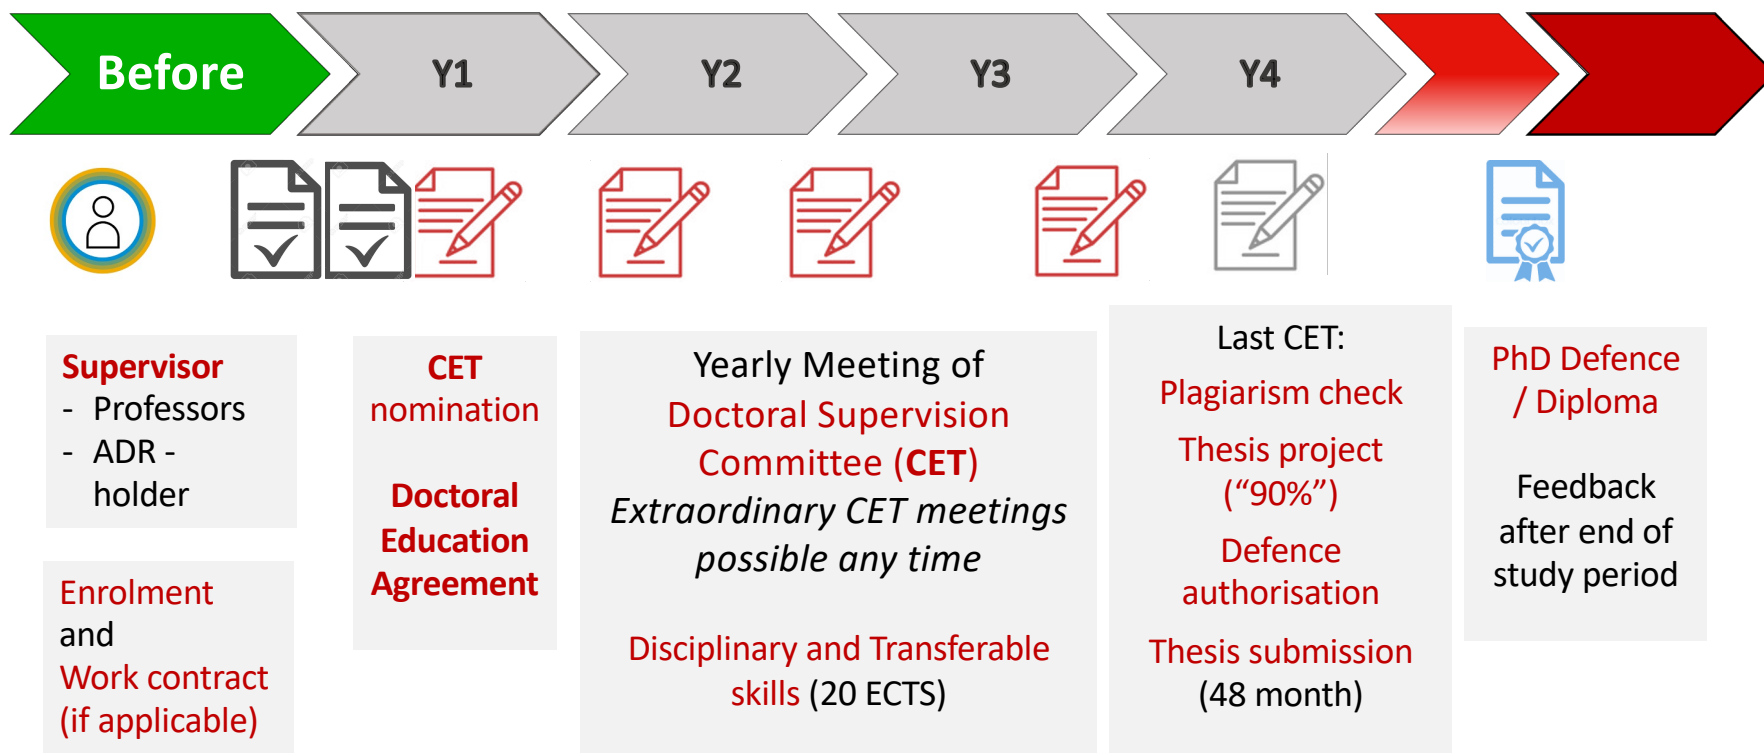 Before
Y1
Y2
Y3
Y4
Supervisor
- Professors
- ADR -
holder
Enrolment
and
Work contract
(if applicable)
CET
nomination
Doctoral
Education
Agreement
Yearly Meeting of
Doctoral Supervision
Committee (CET)
Extraordinary CET meetings
possible any time
Disciplinary and Transferable
skills (20 ECTS)
Last CET:
Plagiarism check
Thesis project
(“90%”)
Defence
authorisation
Thesis submission
(48 month)
PhD Defence
/ Diploma
Feedback
after end of
study period